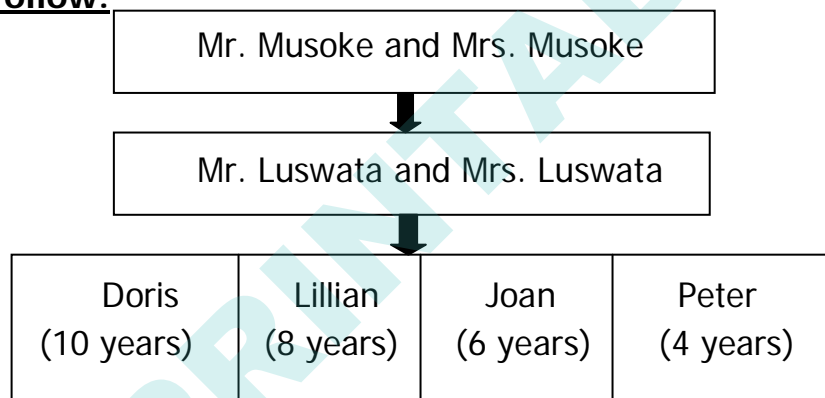 ollow:
Mr. Musoke and Mrs. Musoke
Mr. Luswata and Mrs. Luswata
Doris Lillian Joan Peter
(10 years) (8 years) (6 years) (4 years)